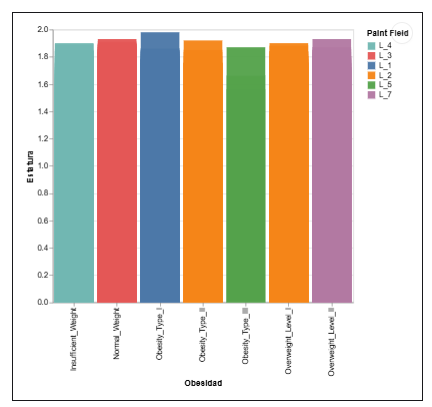 Paint Field
L_4
L_3
L_1
L_2
L_5
L_7
2.0
1.8
1.6
1.4
1.2
1.0
0.8
0.6
0.4
0.2
0.0
Estatura
Insufficient_Weight
Normal_Weight
Obesity_Type_I
Obesity_Type_II
Obesity_Type_III
Overweight_Level_I
Overweight_Level_II
Obesidad